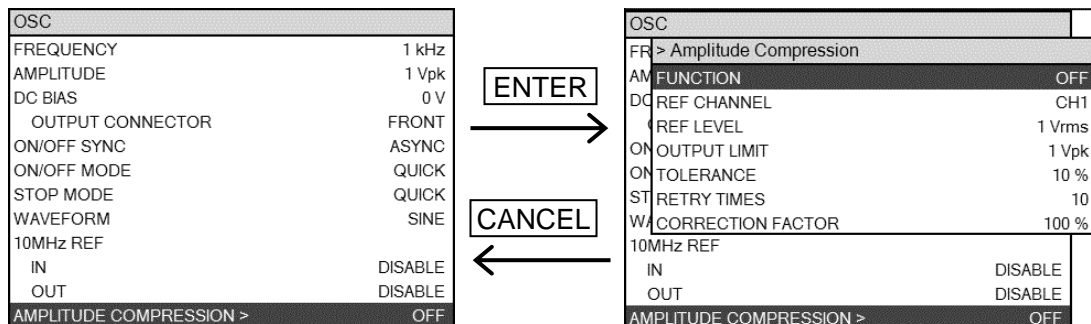 OSC
FREQUENCY 1 kHz
AMPLITUDE 1 Vpk
DC BIAS 0 V
OUTPUT CONNECTOR FRONT
ON/OFF SYNC ASYNC
ON/OFF MODE QUICK
STOP MODE QUICK
WAVEFORM SINE
10MHz REF
IN DISABLE
OUT DISABLE
AMPLITUDE COMPRESSION > OFF
ENTER
CANCEL
OSC
FR
> Amplitude Compression
AM
FUNCTION OFF
DC
REF CHANNEL CH1
REF LEVEL 1 Vrms
ON
OUTPUT LIMIT 1 Vpk
ON
TOLERANCE 10 %
ST
RETRY TIMES 10
WA
CORRECTION FACTOR 100 %
10MHz REF
IN DISABLE
OUT DISABLE
AMPLITUDE COMPRESSION > OFF